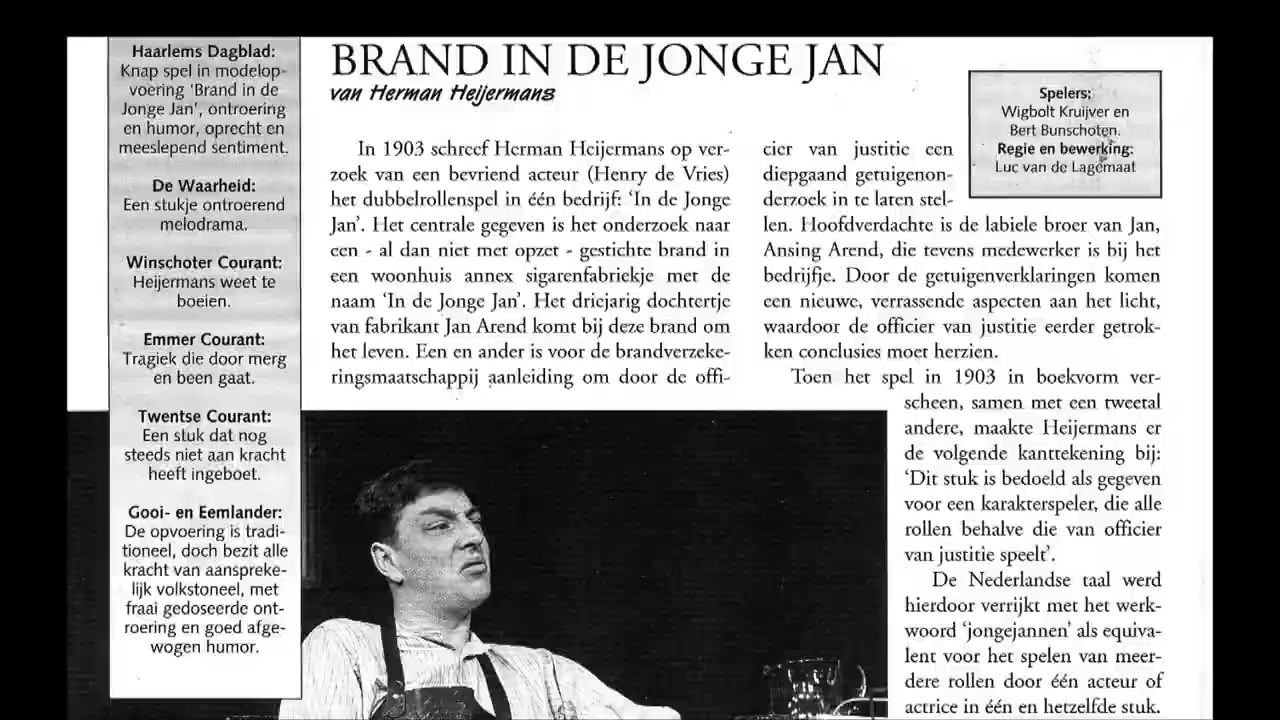 Haarlems Dagblad:
Knap spel in modelop-
voering 'Brand in de
Jonge Jan', ontroering
en humor, oprecht en
meeslepend sentiment.
De Waarheid:
Een stukje ontroerend
melodrama.
Winschoter Courant:
Heijermans weet te
boeien.
Emmer Courant:
Tragiek die door merg
en been gaat.
Twentse Courant:
Een stuk dat nog
steeds niet aan kracht
heeft ingeboet.
Gooi- en Eemlander:
De opvoering is tradi-
tioneel, doch bezit alle
kracht van aanspreke-
lijk volkstoneel, met
fraai gedoseerde ont-
roering en goed afge-
wogen humor.
BRAND IN DE JONGE JAN
van Herman Heijermans
In 1903 schreef Herman Heijermans op ver-
zoek van een bevriend acteur (Henry de Vries)
het dubbelrollenspel in één bedrijf: 'In de Jonge
Jan'. Het centrale gegeven is het onderzoek naar
een - al dan niet met opzet - gestichte brand in
een woonhuis annex sigarenfabriekje met de
naam 'In de Jonge Jan'. Het driejarig dochtertje
van fabrikant Jan Arend komt bij deze brand om
het leven. Een en ander is voor de brandverzeke-
ringsmaatschappij aanleiding om door de offi-
cier van justitie een
diepgaand getuigenon-
derzoek in te laten stel-
len. Hoofdverdachte is de labiele broer van Jan,
Ansing Arend, die tevens medewerker is bij het
bedrijfje. Door de getuigenverklaringen komen
een nieuwe, verrassende aspecten aan het licht,
waardoor de officier van justitie eerder getrok-
ken conclusies moet herzien.
Toen het spel in 1903 in boekvorm ver-
scheen, samen met een tweetal
andere, maakte Heijermans er
de volgende kanttekening bij:
'Dit stuk is bedoeld als gegeven
voor een karakterspeler, die alle
rollen behalve die van officier
van justitie speelt'.
De Nederlandse taal werd
hierdoor verrijkt met het werk-
woord 'jongejannen' als equiva-
lent voor het spelen van meer-
dere rollen door één acteur of
actrice in één en hetzelfde stuk.
Spelers:
Wigbolt Kruijver en
Bert Bunschoten.
Regie en bewerking:
Luc van de Lagemaat